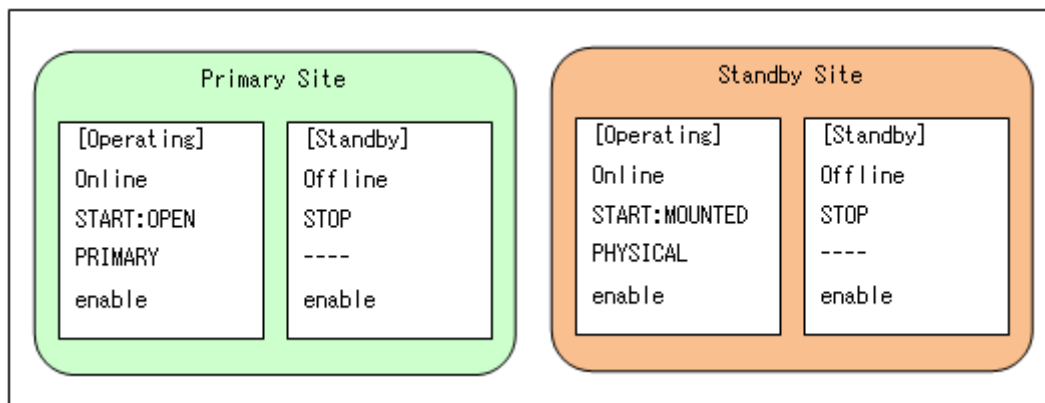 Primary Site
[Operating]
Online
START:OPEN
PRIMARY
enable
[Standby]
Offline
STOP
----
enable
Standby Site
[Operating]
Online
START:MOUNTED
PHYSICAL
enable
[Standby]
Offline
STOP
----
enable